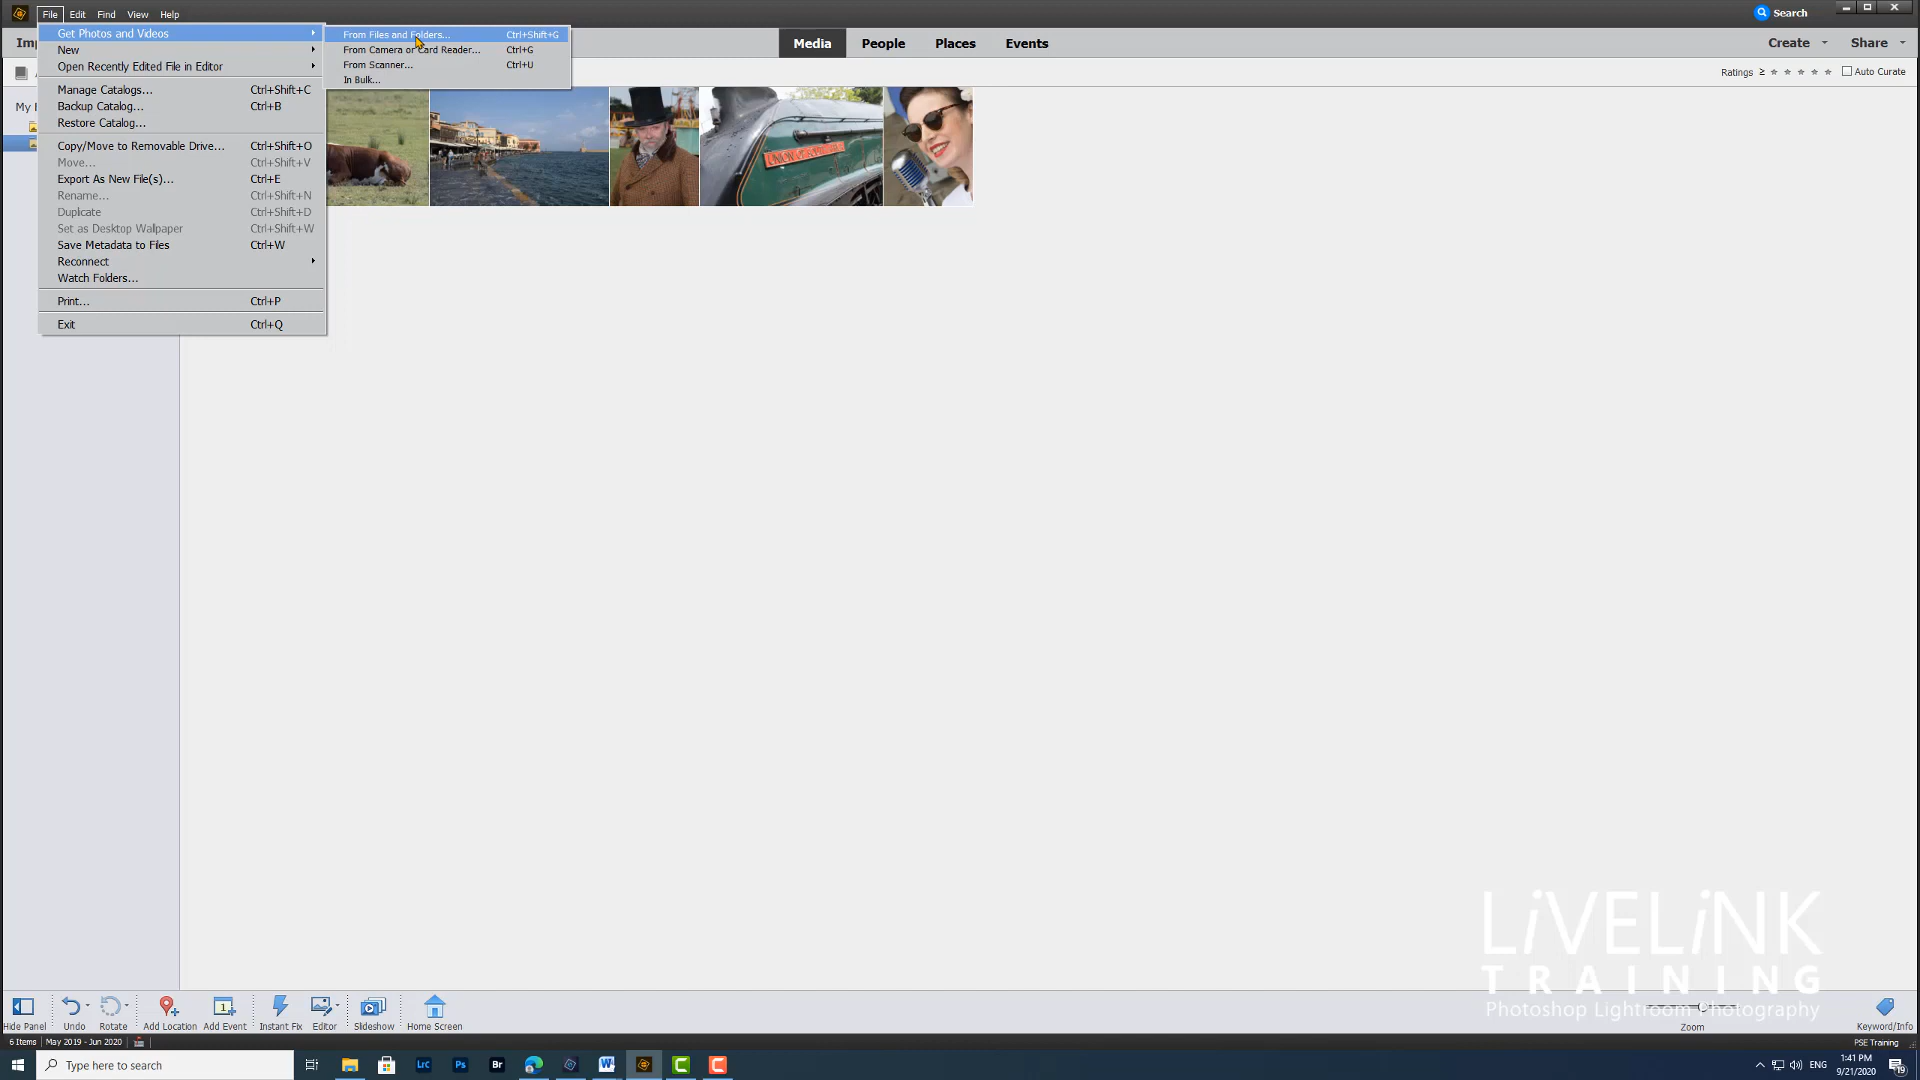 File Edit Find View Help
Search
Get Photos and Videos
New
Open Recently Edited File in Editor
Manage Catalogs... Ctrl+Shift+C
Backup Catalog... Ctrl+B
Restore Catalog...
Copy/Move to Removable Drive... Ctrl+Shift+O
Move... Ctrl+Shift+V
Export As New File(s)... Ctrl+E
Rename... Ctrl+Shift+N
Duplicate Ctrl+Shift+D
Set as Desktop Wallpaper Ctrl+Shift+W
Save Metadata to Files Ctrl+W
Reconnect
Watch Folders...
Print... Ctrl+P
Exit Ctrl+Q
From Files and Folders... Ctrl+Shift+G
From Camera or Card Reader... Ctrl+G
From Scanner... Ctrl+U
In Bulk...
Media People Places Events
Create Share
Ratings ≥ Auto Curate
My
LiVELiNK
TRAINING
Photoshop Lightroom Photography
Hide Panel Undo Rotate Add Location Add Event Instant Fix Editor Slideshow Home Screen
Zoom
Keyword/Info
6 Items May 2019 - Jun 2020
PSE Training
Type here to search
LrC Ps Br W
ENG
1:41 PM
9/21/2020
19